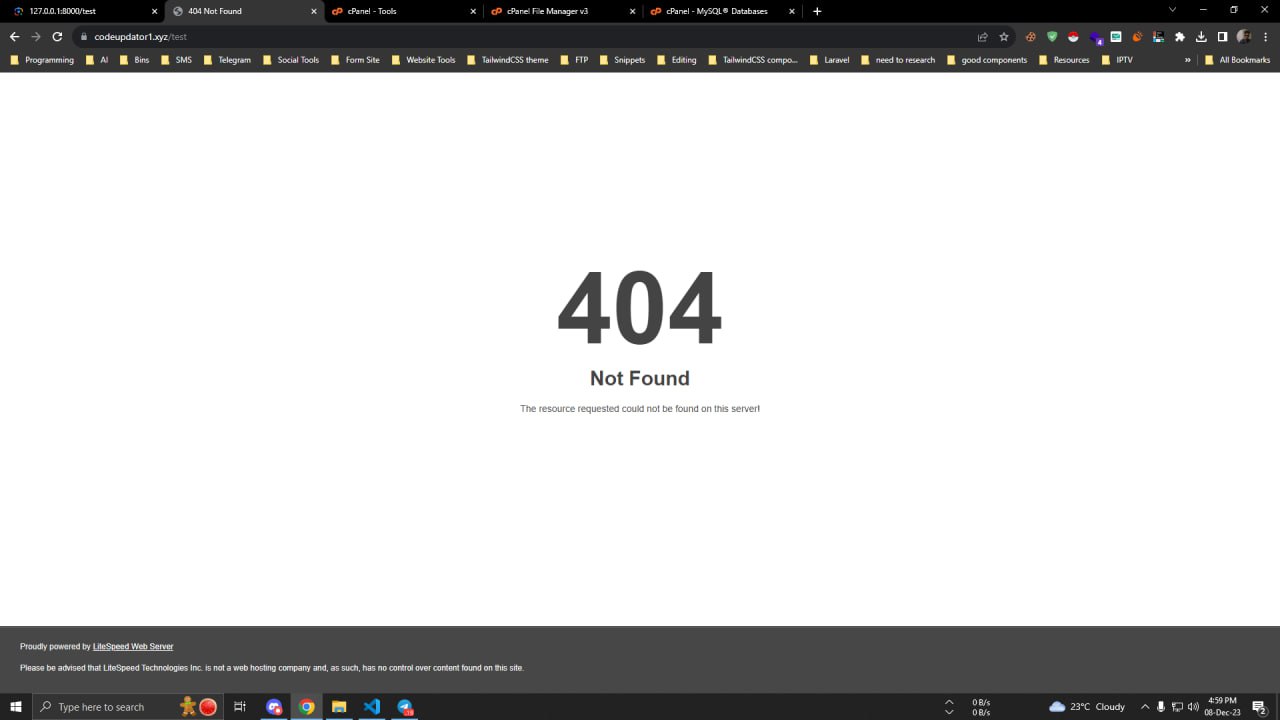 127.0.0.1:8000/test
404 Not Found
cPanel - Tools
cPanel File Manager v3
cPanel - MySQL® Databases
codeupdator1.xyz/test
4
Programming
AI
Bins
SMS
Telegram
Social Tools
Form Site
Website Tools
TailwindCSS theme
FTP
Snippets
Editing
TailwindCSS compo...
Laravel
need to research
good components
Resources
IPTV
»
All Bookmarks
404
Not Found
The resource requested could not be found on this server!
Proudly powered by LiteSpeed Web Server
Please be advised that LiteSpeed Technologies Inc. is not a web hosting company and, as such, has no control over content found on this site.
Type here to search
0 B/s
0 B/s
23°C Cloudy
4:59 PM
08-Dec-23
2